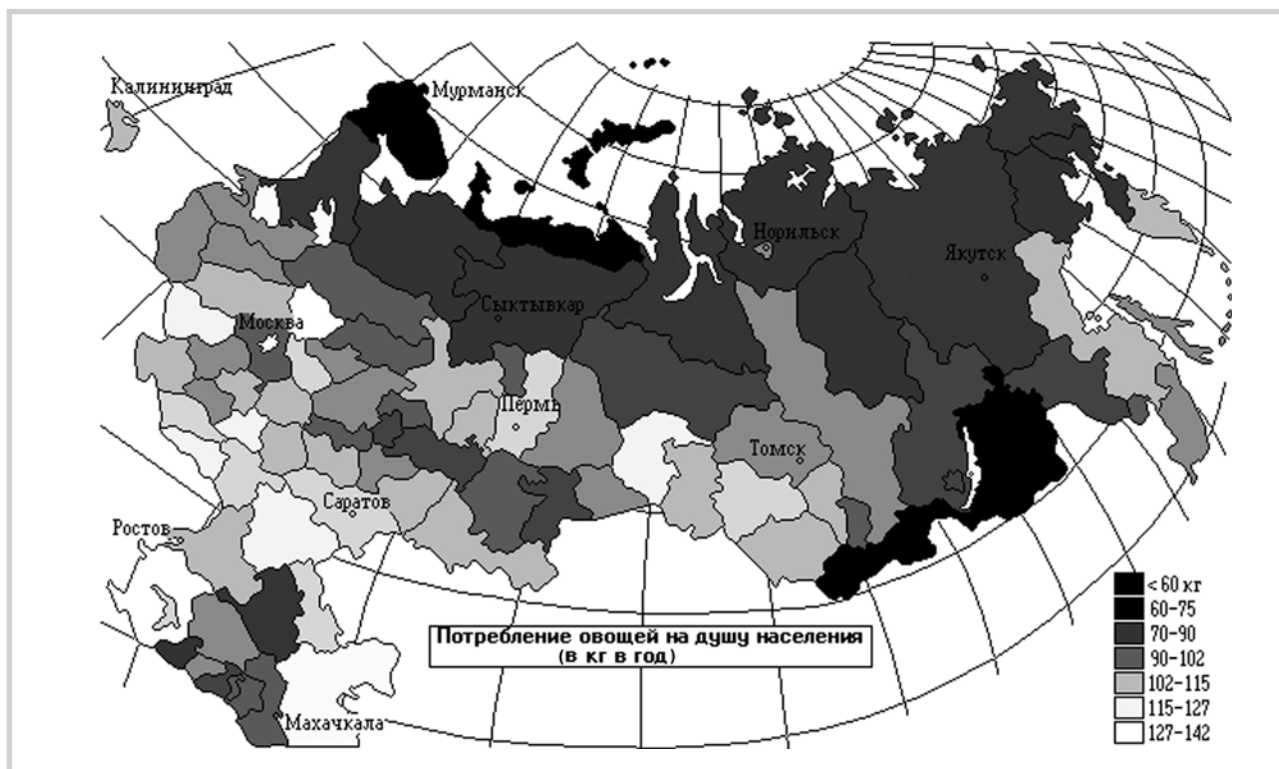 Калининград
Мурманск
Норильск
Якутск
Сыктывкар
Москва
Пермь
Томск
Саратов
Ростов
Махачкала
Потребление овощей на душу населения
(в кг в год)
< 60 кг
60-75
70-90
90-102
102-115
115-127
127-142